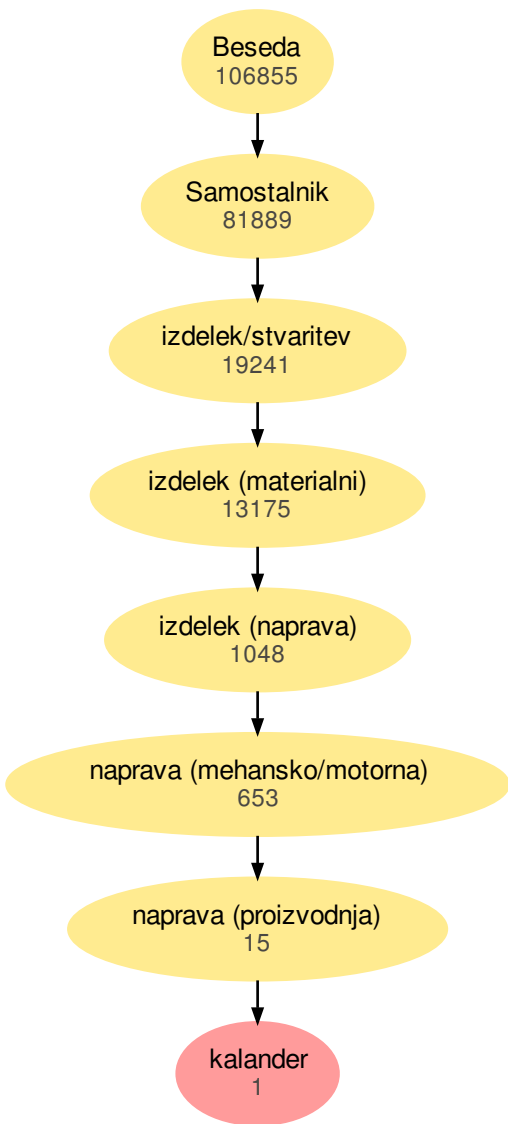 Beseda
106855
Samostalnik
81889
izdelek/stvaritev
19241
izdelek (materialni)
13175
izdelek (naprava)
1048
naprava (mehansko/motorna)
653
naprava (proizvodnja)
15
kalander
1